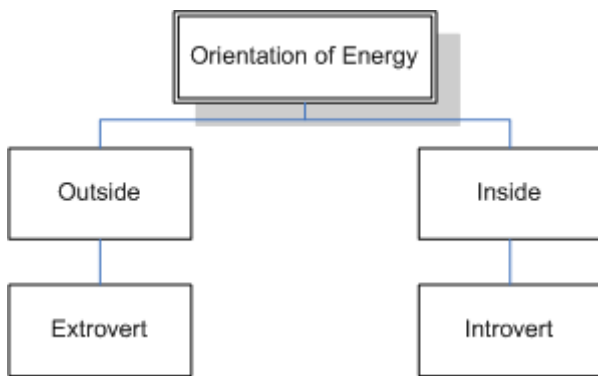 Orientation of Energy
Outside
Inside
Extrovert
Introvert